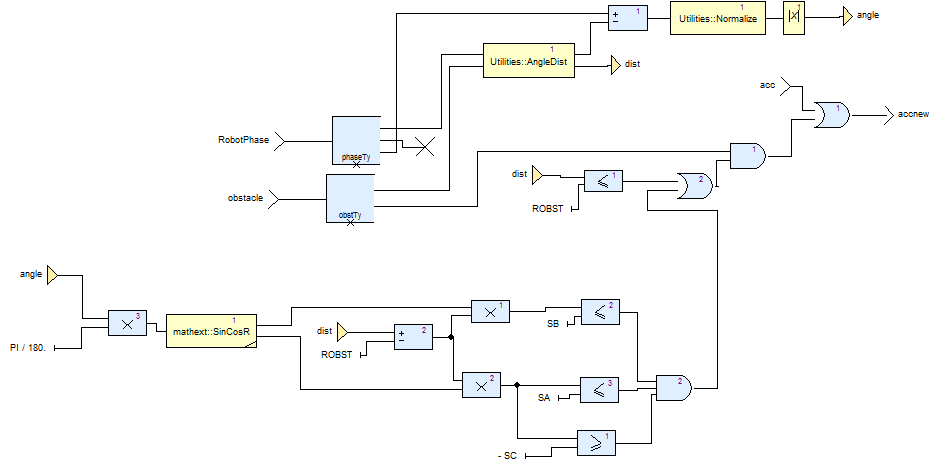 1
1
Utilities::Normalize
1
|x|
angle
1
Utilities::AngleDist
dist
acc
1
accnew
RobotPhase
phaseTy
1
dist
1
2
ROBST
obstacle
obstTy
angle
3
PI / 180.
1
mathext::SinCosR
1
2
SB
dist
2
ROBST
2
3
SA
2
1
- SC